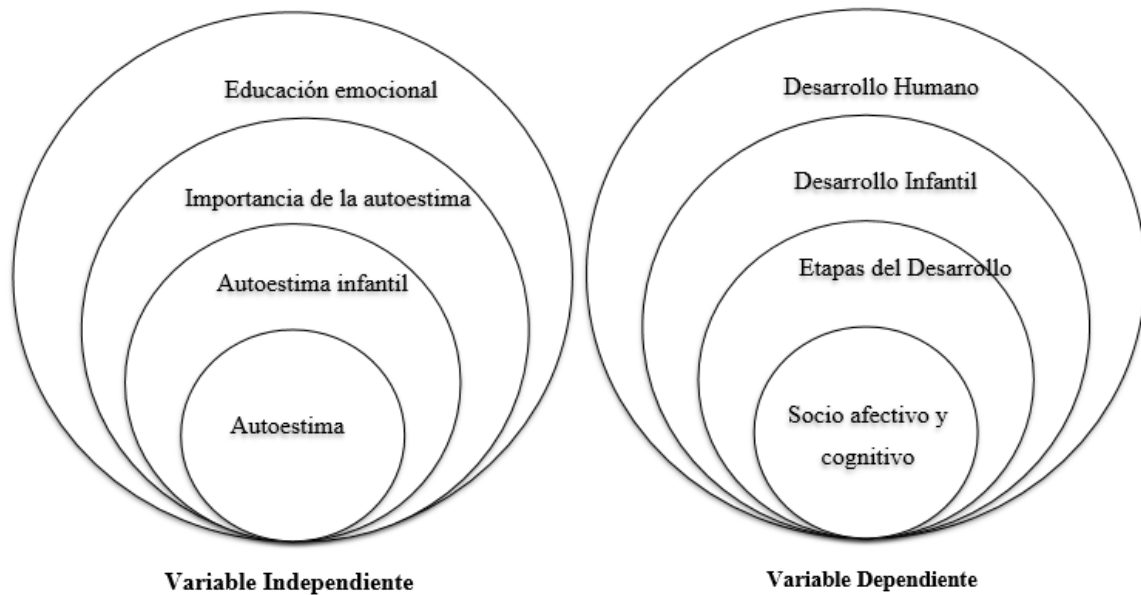 Educación emocional
Importancia de la autoestima
Autoestima infantil
Autoestima
Variable Independiente
Desarrollo Humano
Desarrollo Infantil
Etapas del Desarrollo
Socio afectivo y
cognitivo
Variable Dependiente